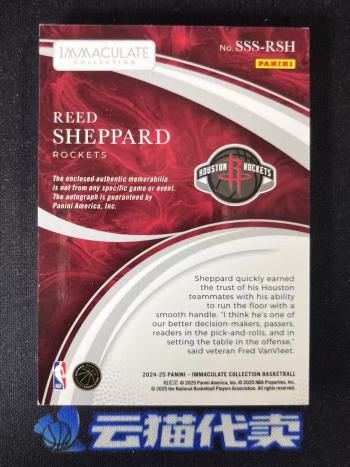 IMMACULATE
COLLECTION
No. SSS-RSH
PANINI
REED
SHEPPARD
ROCKETS
HOUSTON ROCKETS
The enclosed authentic memorabilia
is not from any specific game or event.
The autograph is guaranteed by
Panini America, Inc.
Sheppard quickly earned
the trust of his Houston
teammates with his ability
to run the floor with a
smooth handle. "I think he's one of
our better decision-makers, passers,
readers in the pick-and-rolls, and in
setting the table in the offense,"
said veteran Fred VanVleet.
2024-25 PANINI – IMMACULATE COLLECTION BASKETBALL
© 2025 Panini America, Inc. © 2025 NBA Properties, Inc.
© 2025 the National Basketball Players Association. All rights reserved.
云猫代卖